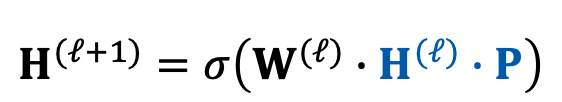 H^(ℓ+1) = σ(W^(ℓ) · H^(ℓ) · P)